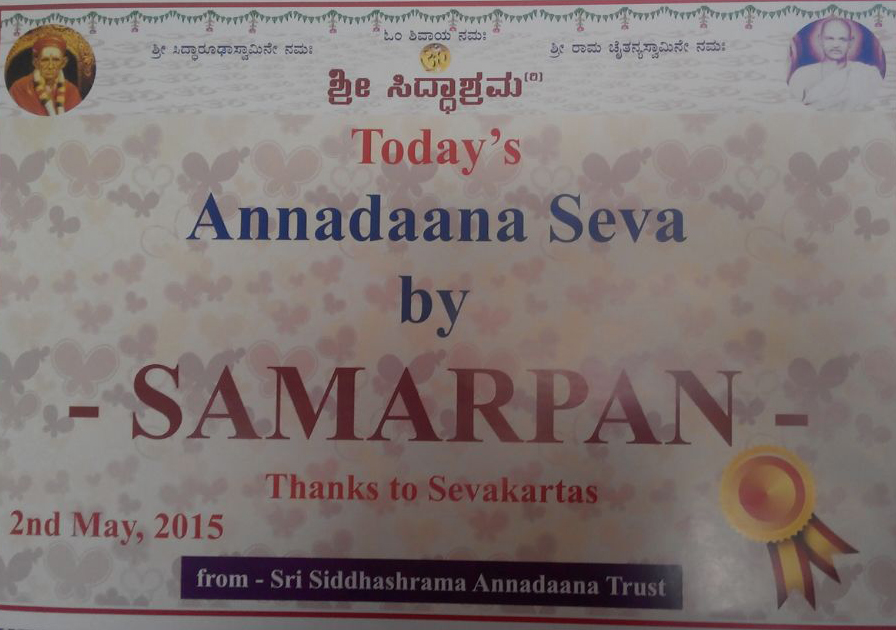 ಓಂ ಶಿವಾಯ ನಮಃ
ಶ್ರೀ ಸಿದ್ಧಾರೂಢಾಸ್ವಾಮಿನೇ ನಮಃ
ಶ್ರೀ ರಾಮ ಚೈತನ್ಯಸ್ವಾಮಿನೇ ನಮಃ
ಶ್ರೀ ಸಿದ್ಧಾಶ್ರಮ (ರಿ)
Today's
Annadaana Seva
by
- SAMARPAN -
Thanks to Sevakartas
2nd May, 2015
from - Sri Siddhashrama Annadaana Trust